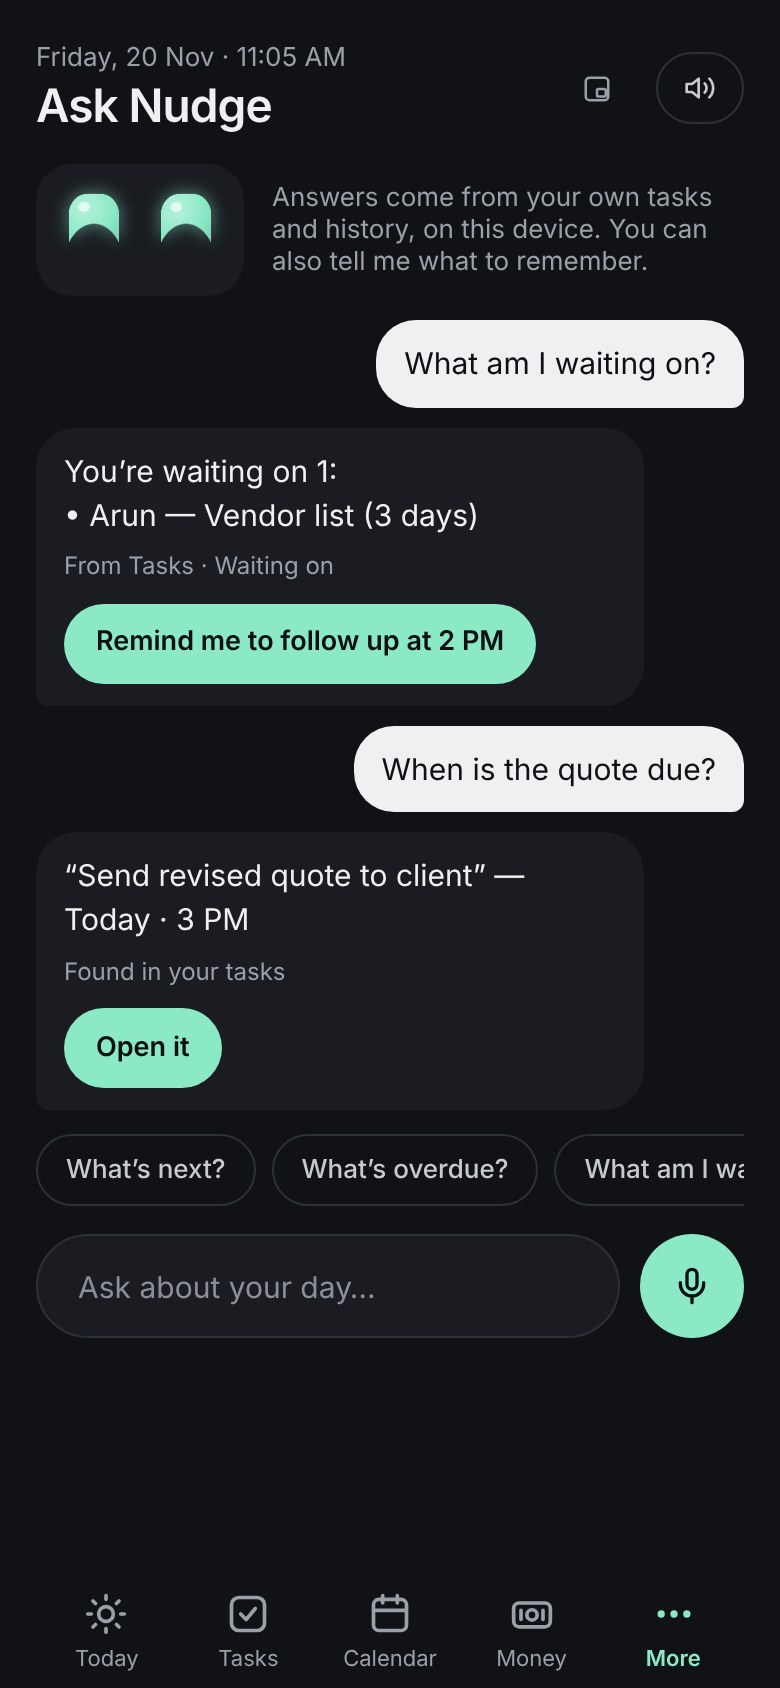 Friday, 20 Nov · 11:05 AM
Ask Nudge
Answers come from your own tasks
and history, on this device. You can
also tell me what to remember.
What am I waiting on?
You’re waiting on 1:
• Arun — Vendor list (3 days)
From Tasks · Waiting on
Remind me to follow up at 2 PM
When is the quote due?
“Send revised quote to client” —
Today · 3 PM
Found in your tasks
Open it
What’s next?
What’s overdue?
What am I wa
Ask about your day...
Today
Tasks
Calendar
Money
More